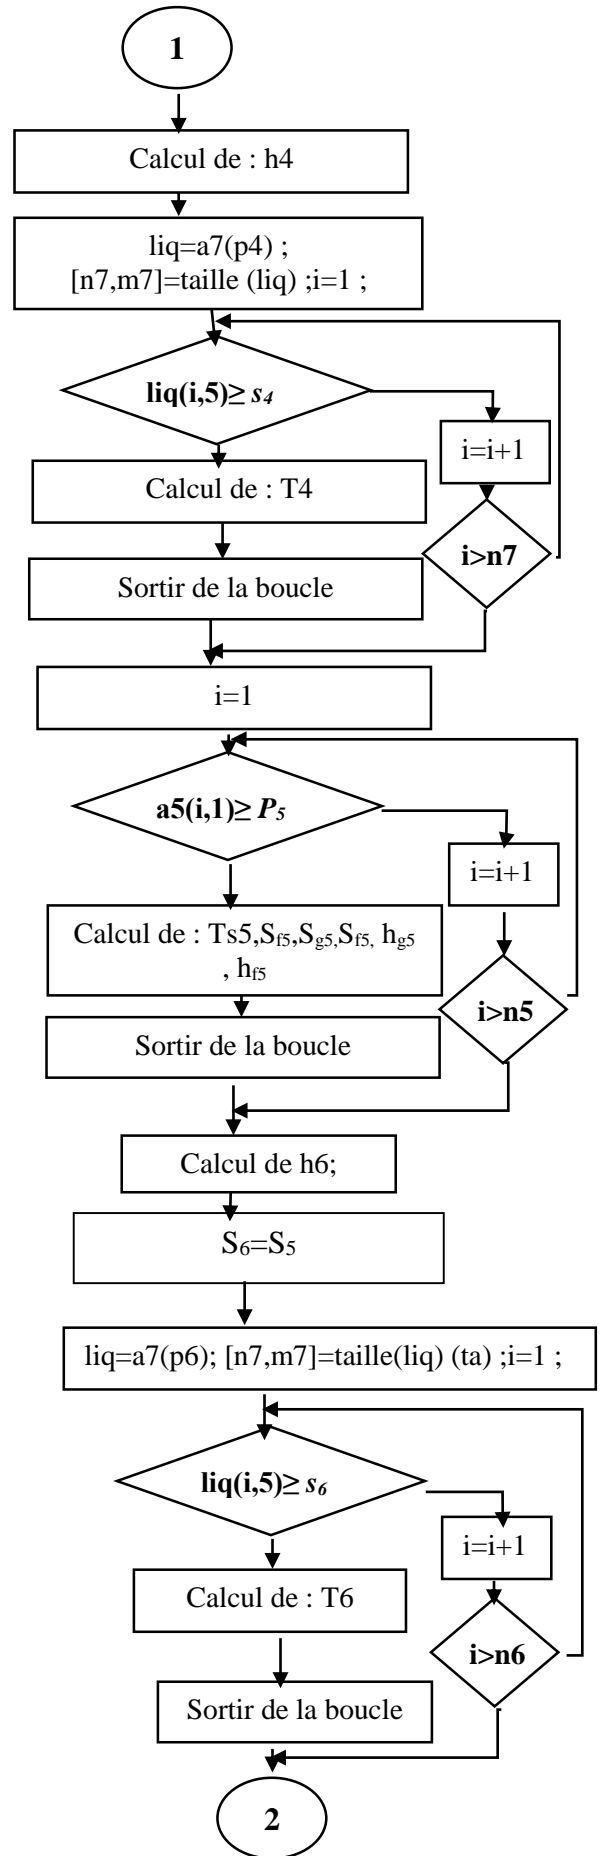 1
Calcul de : h4
liq=a7(p4) ;
[n7,m7]=taille (liq) ;i=1 ;
liq(i,5)≥ s4
i=i+1
Calcul de : T4
i>n7
Sortir de la boucle
i=1
a5(i,1)≥ P5
i=i+1
Calcul de : Ts5,Sf5,Sg5,Sf5, hg5
, hf5
i>n5
Sortir de la boucle
Calcul de h6;
S6=S5
liq=a7(p6); [n7,m7]=taille(liq) (ta) ;i=1 ;
liq(i,5)≥ s6
i=i+1
Calcul de : T6
i>n6
Sortir de la boucle
2